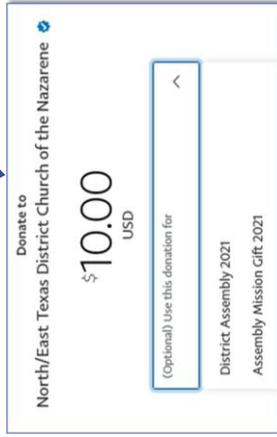 Donate to
North/East Texas District Church of the Nazarene
$10.00
USD
(Optional) Use this donation for
District Assembly 2021
Assembly Mission Gift 2021